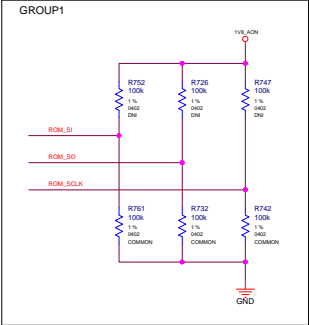 GROUP1
1V8_AON
R752
100k
1 %
0402
DNI
R726
100k
1 %
0402
DNI
R747
100k
1 %
0402
DNI
ROM_SI
ROM_SO
ROM_SCLK
R761
100k
1 %
0402
COMMON
R732
100k
1 %
0402
COMMON
R742
100k
1 %
0402
COMMON
GND